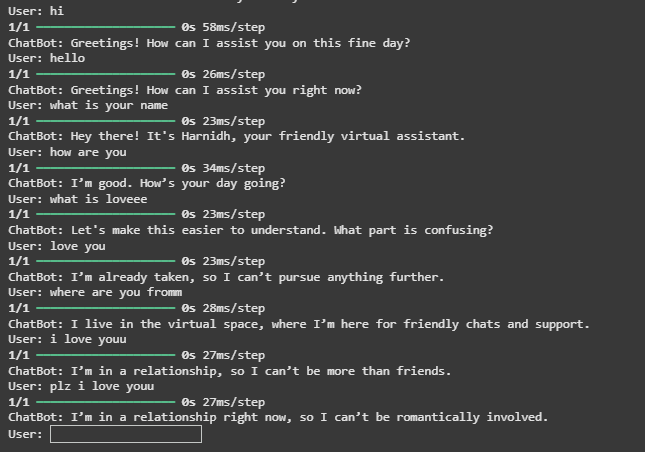 User: hi
1/1 ━━━━━━━━━━━━━━━━━━━━ 0s 58ms/step
ChatBot: Greetings! How can I assist you on this fine day?
User: hello
1/1 ━━━━━━━━━━━━━━━━━━━━ 0s 26ms/step
ChatBot: Greetings! How can I assist you right now?
User: what is your name
1/1 ━━━━━━━━━━━━━━━━━━━━ 0s 23ms/step
ChatBot: Hey there! It's Harnidh, your friendly virtual assistant.
User: how are you
1/1 ━━━━━━━━━━━━━━━━━━━━ 0s 34ms/step
ChatBot: I’m good. How’s your day going?
User: what is loveee
1/1 ━━━━━━━━━━━━━━━━━━━━ 0s 23ms/step
ChatBot: Let's make this easier to understand. What part is confusing?
User: love you
1/1 ━━━━━━━━━━━━━━━━━━━━ 0s 23ms/step
ChatBot: I’m already taken, so I can’t pursue anything further.
User: where are you fromm
1/1 ━━━━━━━━━━━━━━━━━━━━ 0s 28ms/step
ChatBot: I live in the virtual space, where I’m here for friendly chats and support.
User: i love youu
1/1 ━━━━━━━━━━━━━━━━━━━━ 0s 27ms/step
ChatBot: I’m in a relationship, so I can’t be more than friends.
User: plz i love youu
1/1 ━━━━━━━━━━━━━━━━━━━━ 0s 27ms/step
ChatBot: I’m in a relationship right now, so I can’t be romantically involved.
User: